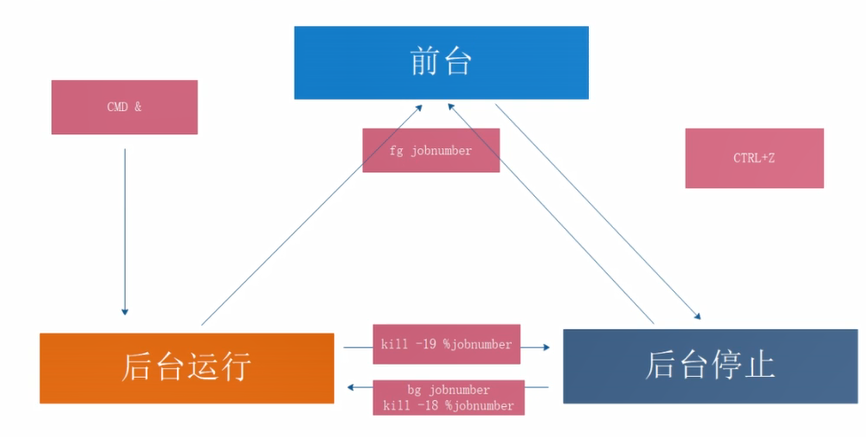 前台
CMD &
fg jobnumber
CTRL+Z
后台运行
kill -19 %jobnumber
bg jobnumber
kill -18 %jobnumber
后台停止